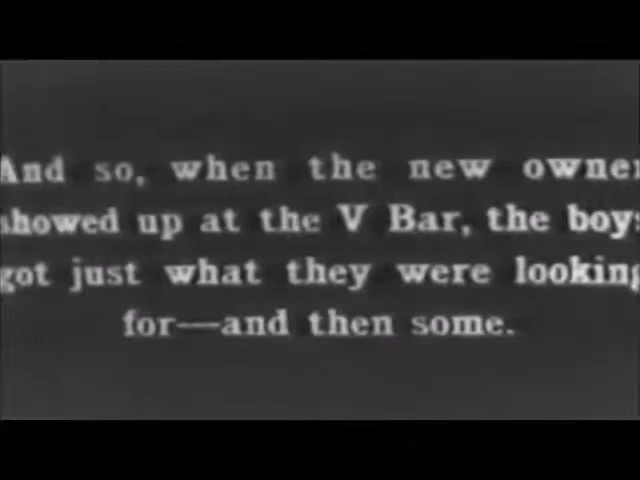 And so, when the new owner
showed up at the V Bar, the boys
got just what they were looking
for—and then some.